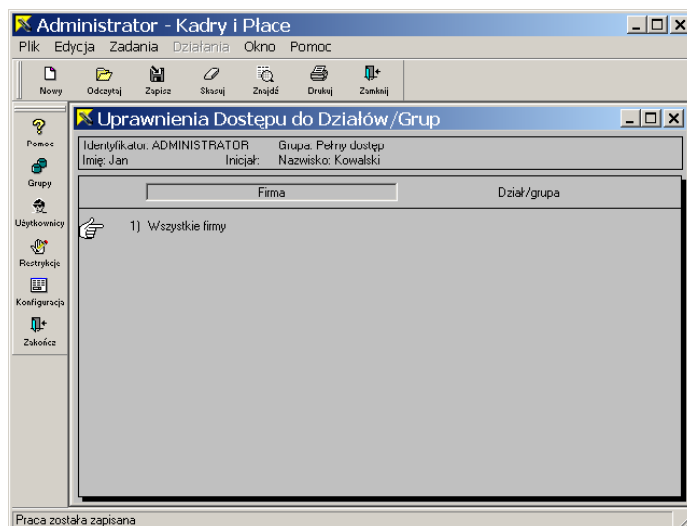 Administrator - Kadry i Płace
Plik Edycja Zadania Działania Okno Pomoc
Nowy Odczytaj Zapisz Skasuj Znajdź Drukuj Zamknij
Pomoc
Grupy
Użytkownicy
Restrykcje
Konfiguracja
Zakończ
Uprawnienia Dostępu do Działów/Grup
Identyfikator: ADMINISTRATOR Grupa: Pełny dostęp
Imię: Jan Inicjał: Nazwisko: Kowalski
Firma Dział/grupa
1) Wszystkie firmy
Praca została zapisana